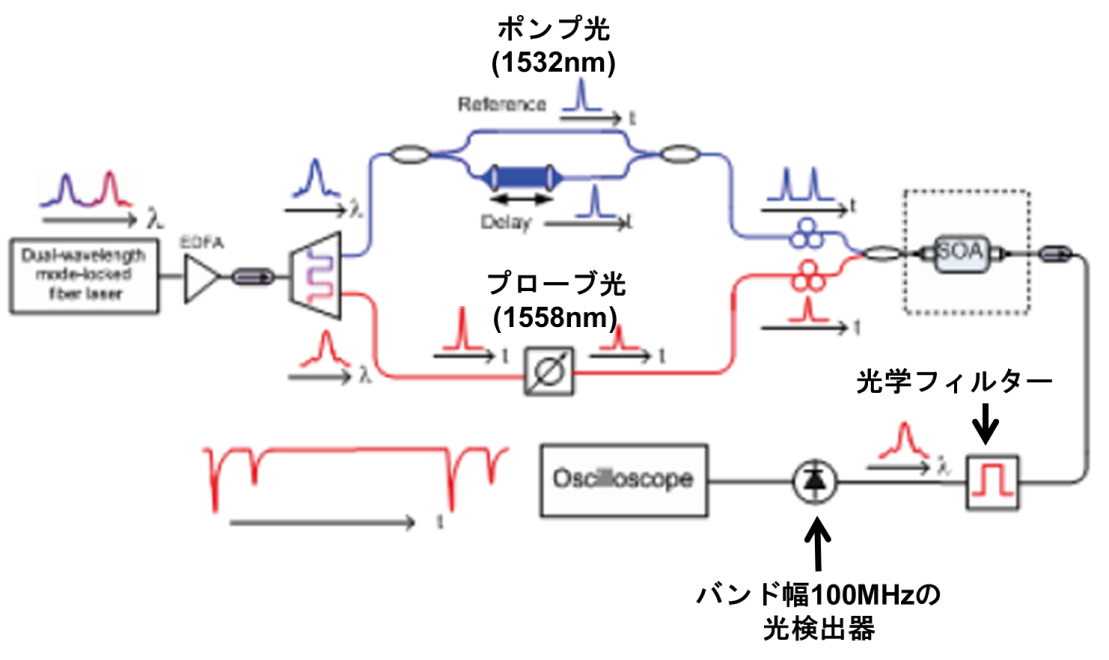 ポンプ光
(1532nm)
Reference
t
λ
λ
Delay
t
t
EDFA
Dual-wavelength
mode-locked
fiber laser
SOA
プローブ光
(1558nm)
t
t
t
λ
光学フィルター
λ
Oscilloscope
t
バンド幅100MHzの
光検出器